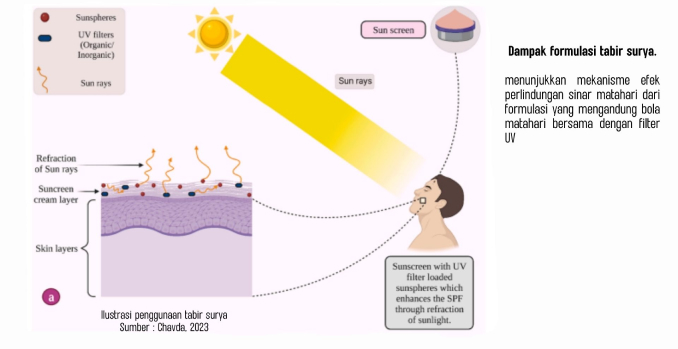 Sunspheres
UV filters
(Organic/
Inorganic)
Sun rays
Sun screen
Sun rays
Refraction
of Sun rays
Suncreen
cream layer
Skin layers
a
Sunscreen with UV
filter loaded
sunspheres which
enhances the SPF
through refraction
of sunlight.
Ilustrasi penggunaan tabir surya
Sumber : Chavda, 2023
Dampak formulasi tabir surya.
menunjukkan mekanisme efek
perlindungan sinar matahari dari
formulasi yang mengandung bola
matahari bersama dengan filter
UV